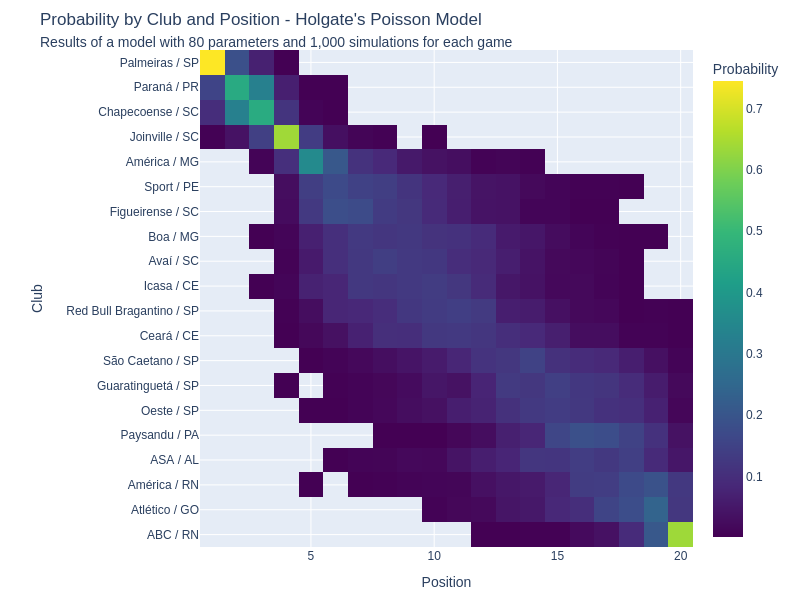 Probability by Club and Position - Holgate's Poisson Model
Results of a model with 80 parameters and 1,000 simulations for each game
Probability
Palmeiras / SP
Paraná / PR
Chapecoense / SC
Joinville / SC
América / MG
Sport / PE
Figueirense / SC
Boa / MG
Avaí / SC
Icasa / CE
Red Bull Bragantino / SP
Ceará / CE
São Caetano / SP
Guaratinguetá / SP
Oeste / SP
Paysandu / PA
ASA / AL
América / RN
Atlético / GO
ABC / RN
Club
5
10
15
20
Position
0.7
0.6
0.5
0.4
0.3
0.2
0.1